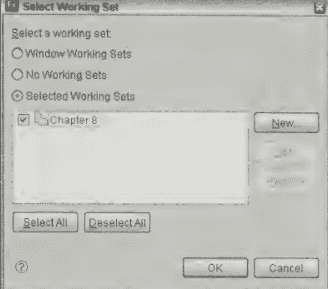 Select Working Set
Select a working set:
Window Working Sets
No Working Sets
Selected Working Sets
Chapter 8
New...
Select All
Deselect All
OK
Cancel